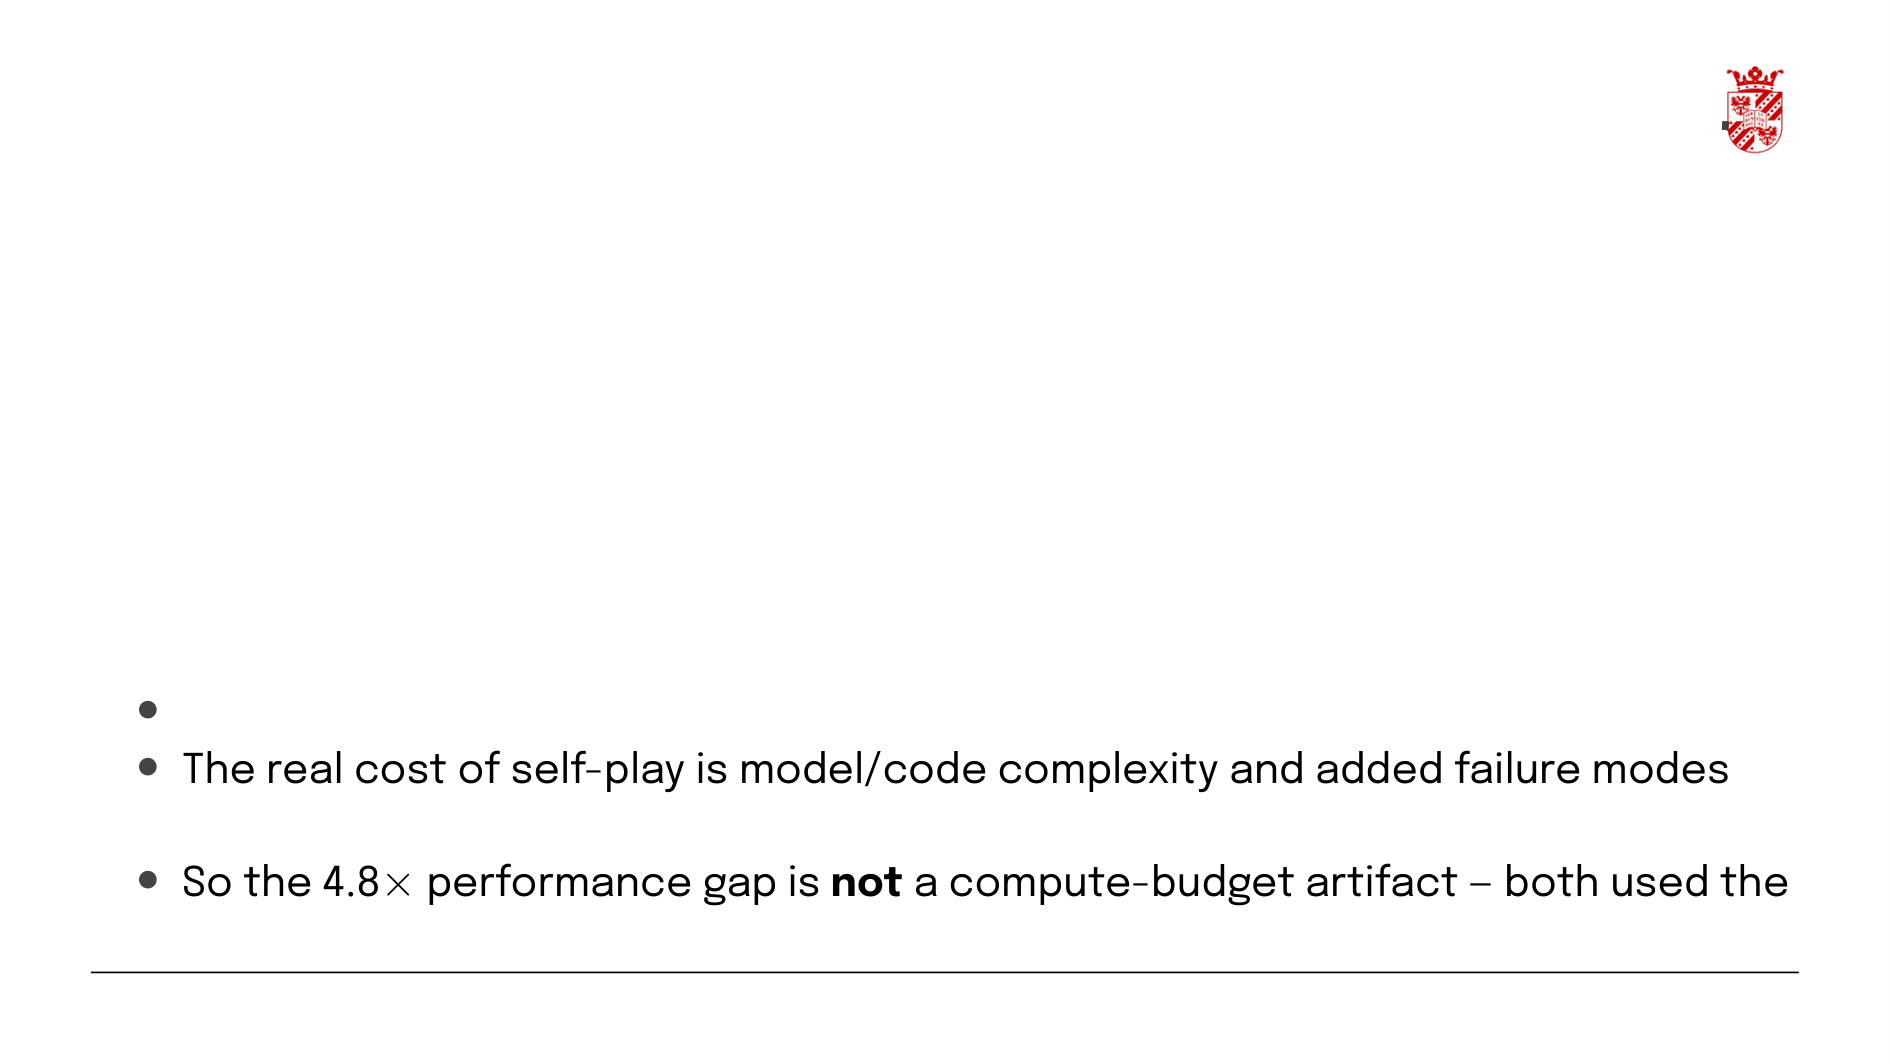 The real cost of self-play is model/code complexity and added failure modes
So the 4.8× performance gap is not a compute-budget artifact – both used the